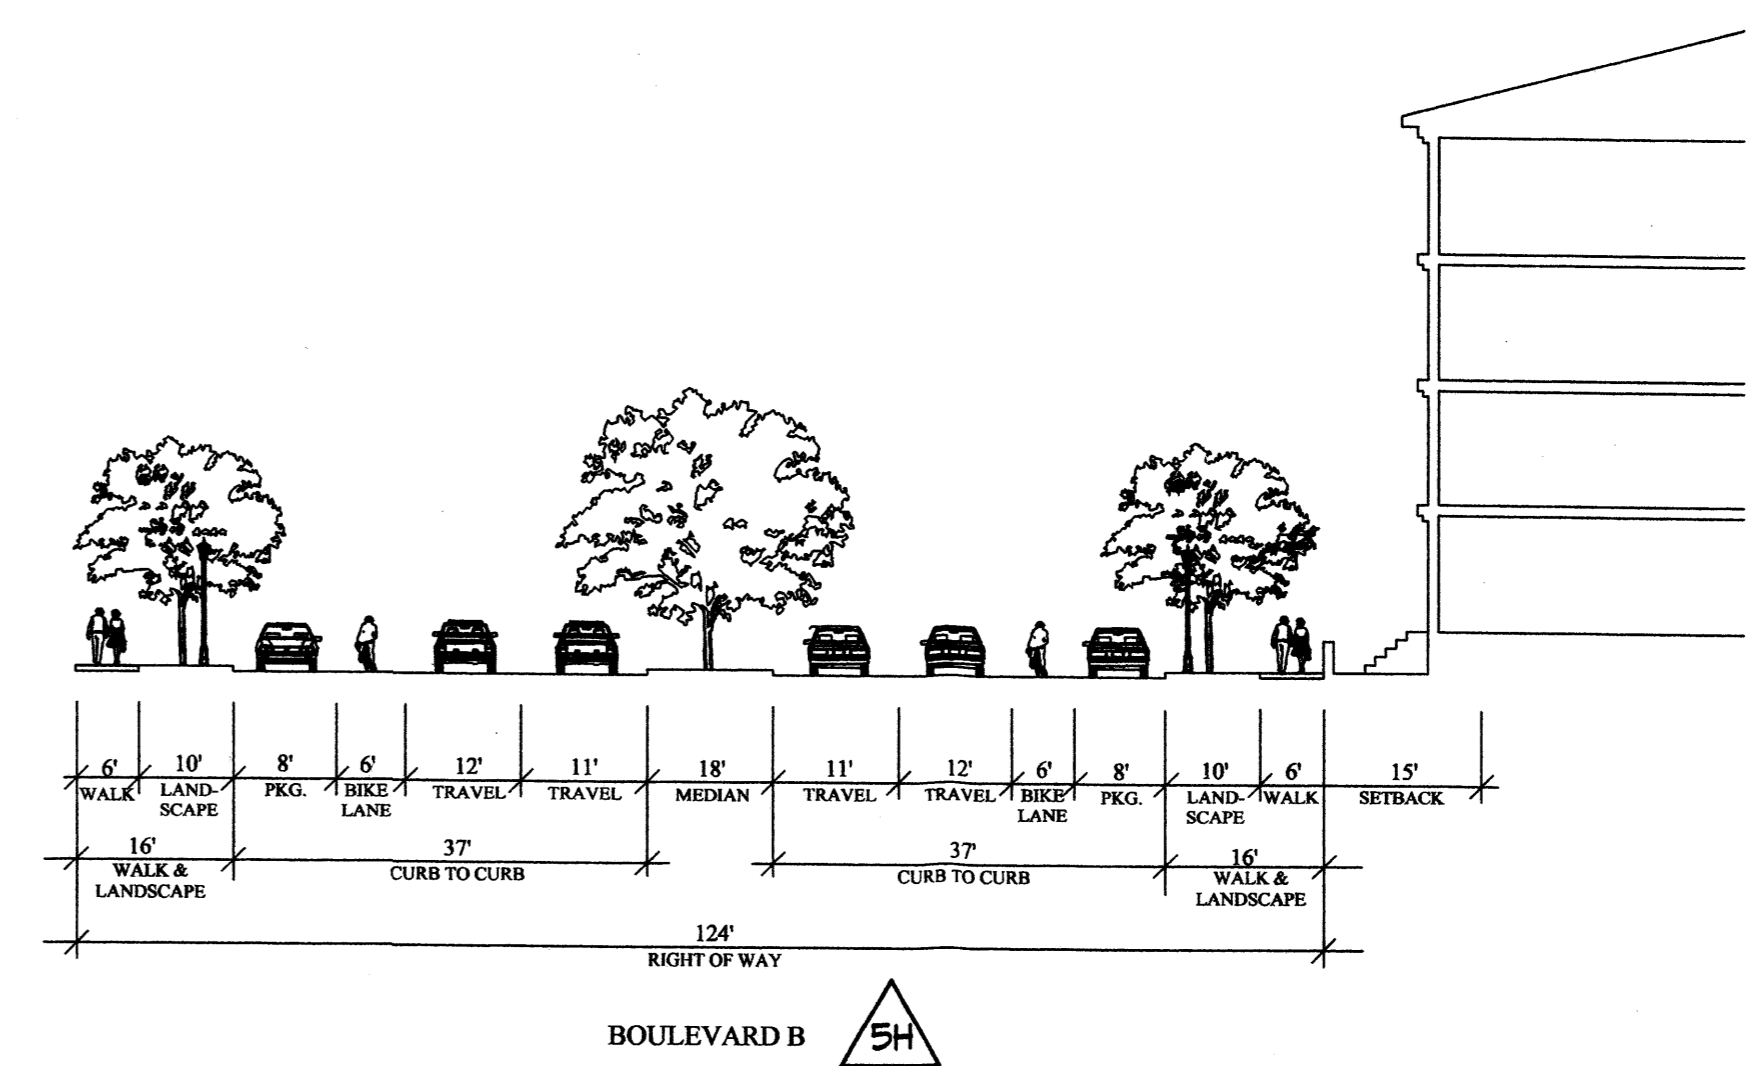 6' 10' 8' 6' 12' 11' 18' 11' 12' 6' 8' 10' 6' 15'
WALK LAND- PKG. BIKE TRAVEL TRAVEL MEDIAN TRAVEL TRAVEL BIKE PKG. LAND- WALK SETBACK
SCAPE LANE LANE SCAPE
16' 37' 37' 16'
WALK & CURB TO CURB CURB TO CURB WALK &
LANDSCAPE LANDSCAPE
124'
RIGHT OF WAY
BOULEVARD B 5H